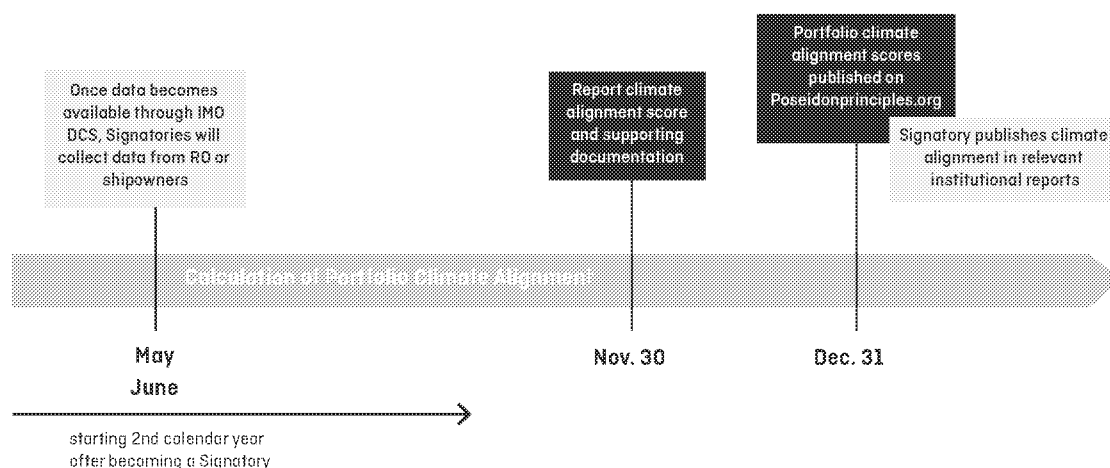 Once data becomes
available through IMO
DCS, Signatories will
collect data from RO or
shipowners
Report climate
alignment score
and supporting
documentation
Portfolio climate
alignment scores
published on
Poseidonprinciples.org
Signatory publishes climate
alignment in relevant
institutional reports
Calculation of Portfolio Climate Alignment
May
June
Nov. 30
Dec. 31
starting 2nd calendar year
after becoming a Signatory